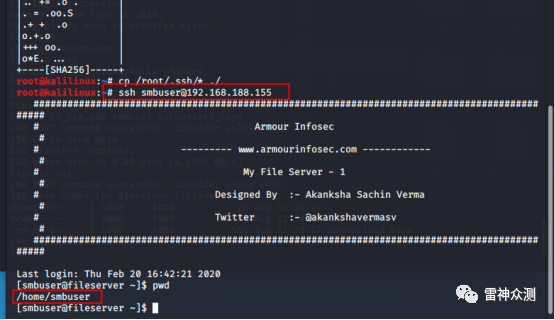 |. = .oo.S
|.+ + .o
|o.+.o
|+++ oo.
|o*E. ...
+----[SHA256]-----+
root@kalilinux:~# cp /root/.ssh/* ./
root@kalilinux:~# ssh smbuser@192.168.188.155
##############################################################################################
#####
# Armour Infosec
#
# --------- www.armourinfosec.com ------------
#
# My File Server - 1
#
# Designed By :- Akanksha Sachin Verma
#
# Twitter :- @akankshavermasv
#
##############################################################################################
#####
Last login: Thu Feb 20 16:42:21 2020
[smbuser@fileserver ~]$ pwd
/home/smbuser
[smbuser@fileserver ~]$
雷神众测